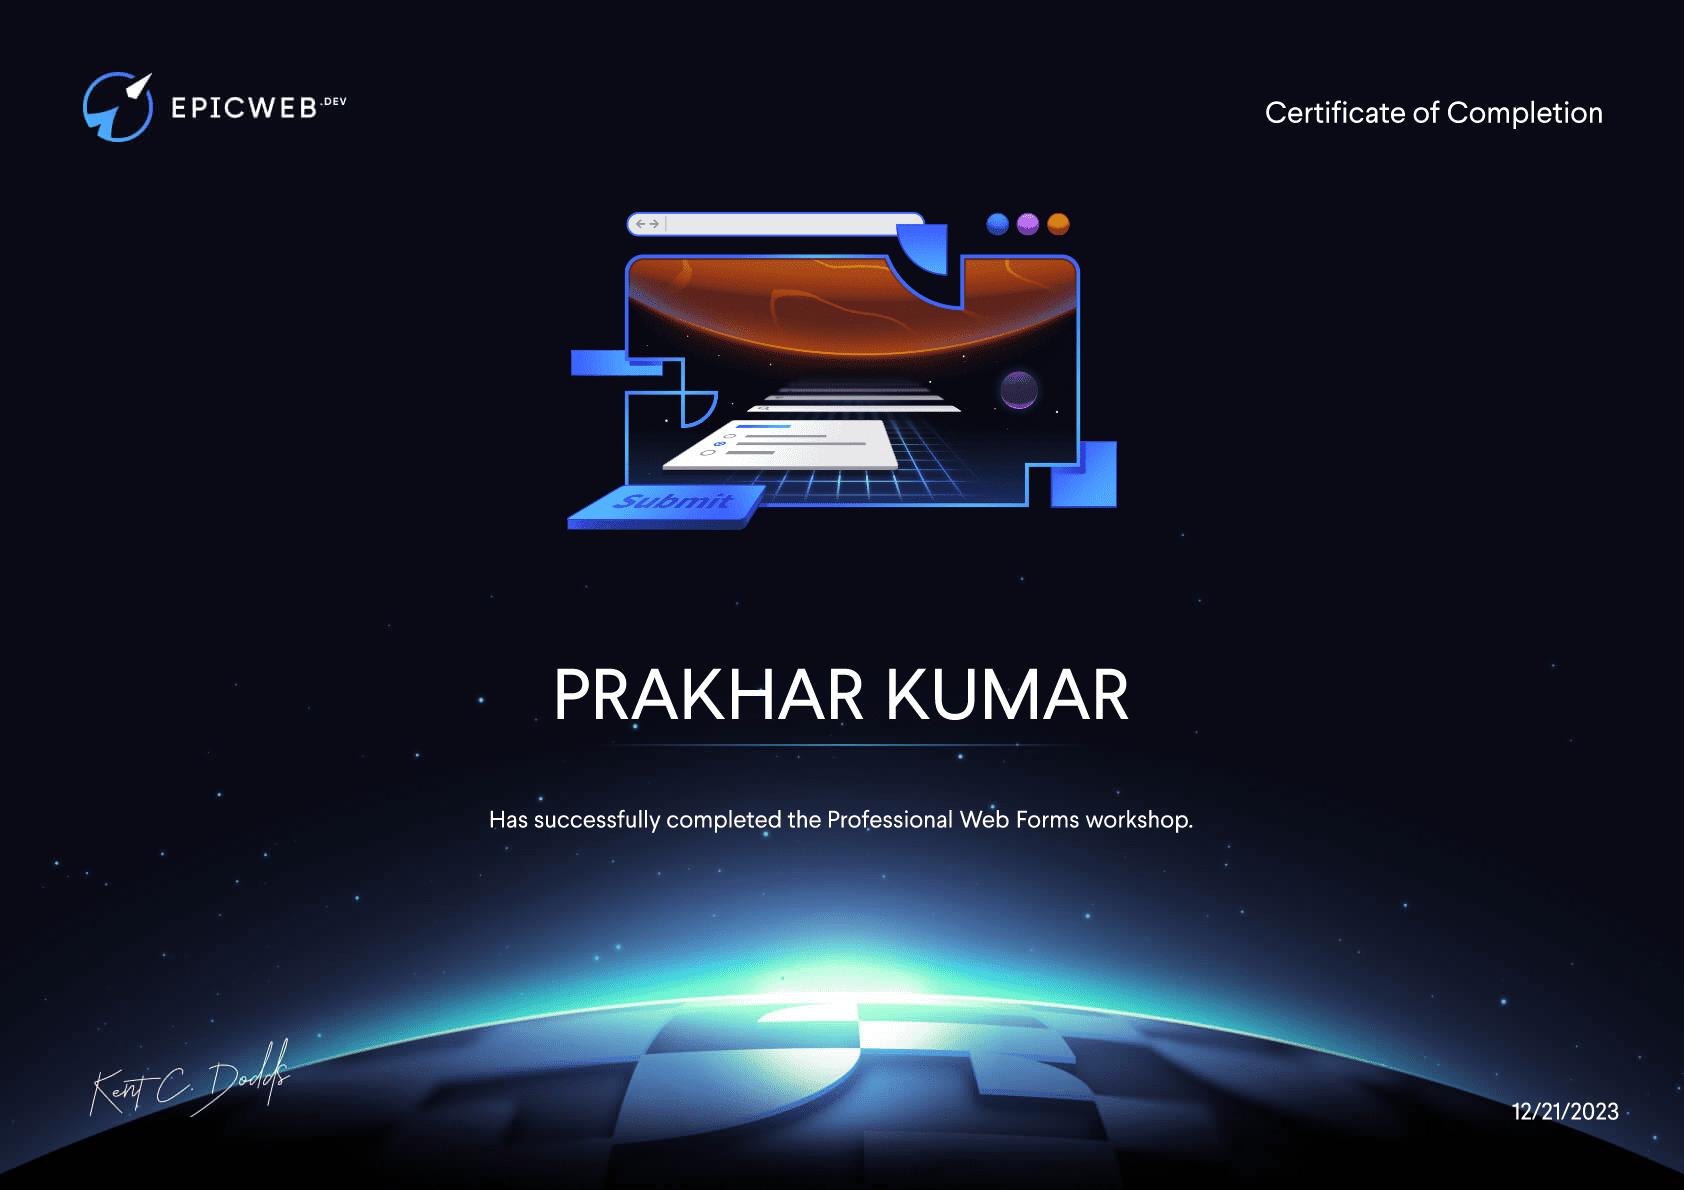 EPICWEB.DEV
Certificate of Completion
Submit
PRAKHAR KUMAR
Has successfully completed the Professional Web Forms workshop.
Kent C. Dodds
12/21/2023